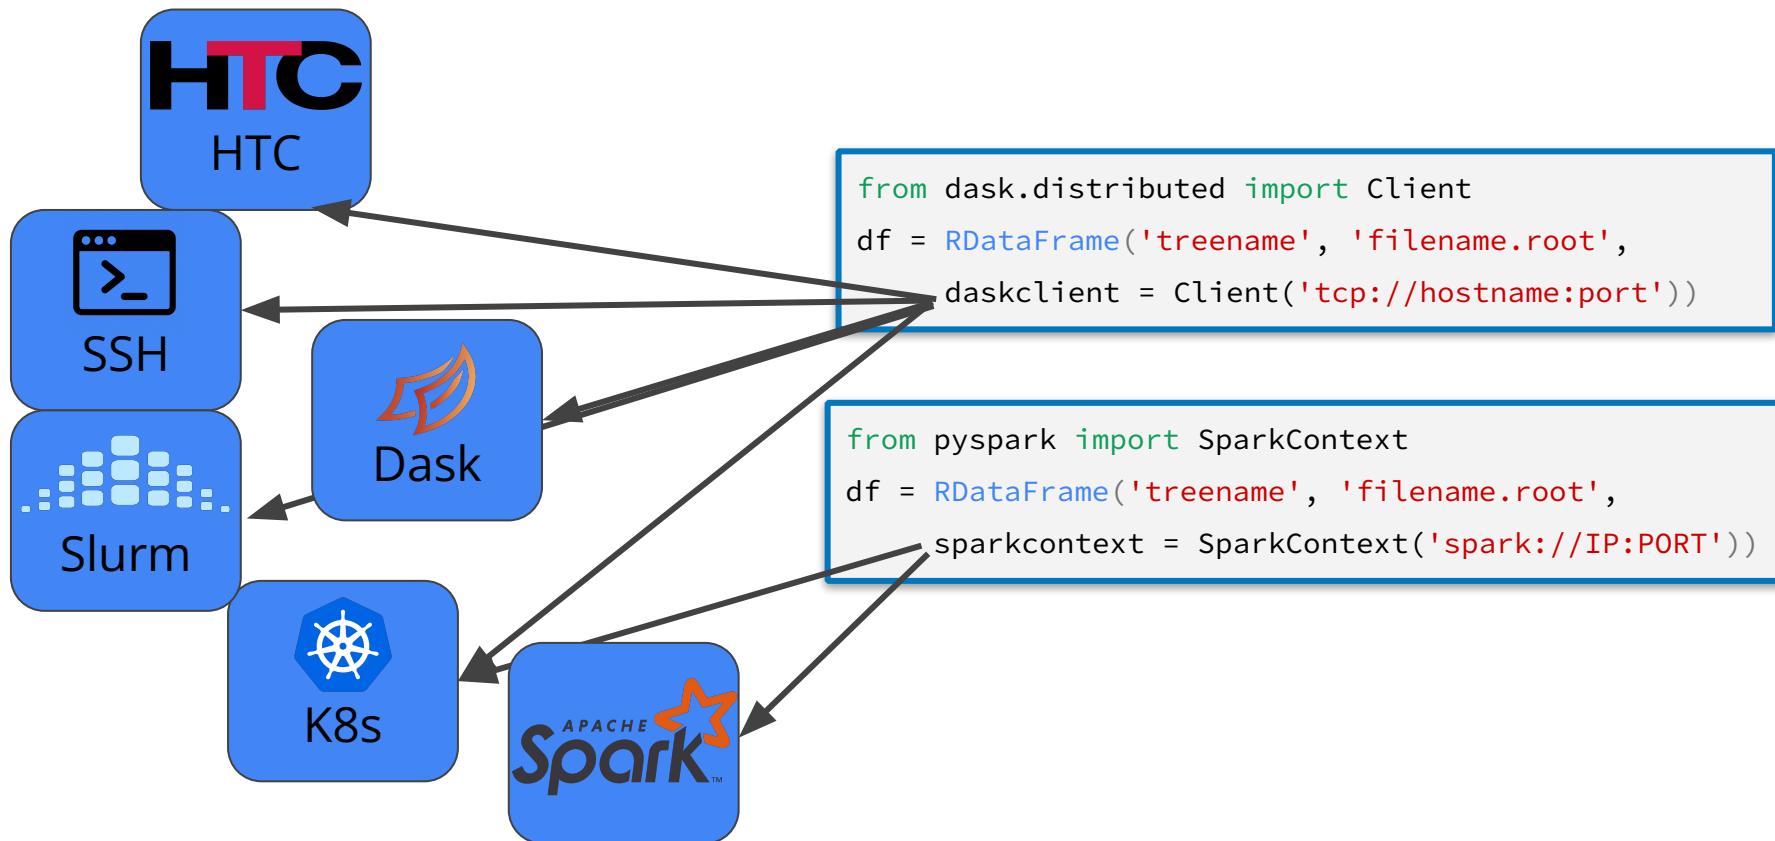 HTC
HTC
SSH
Dask
Slurm
K8s
APACHE
Spark™
from dask.distributed import Client
df = RDataFrame('treename', 'filename.root',
daskclient = Client('tcp://hostname:port'))
from pyspark import SparkContext
df = RDataFrame('treename', 'filename.root',
sparkcontext = SparkContext('spark://IP:PORT'))